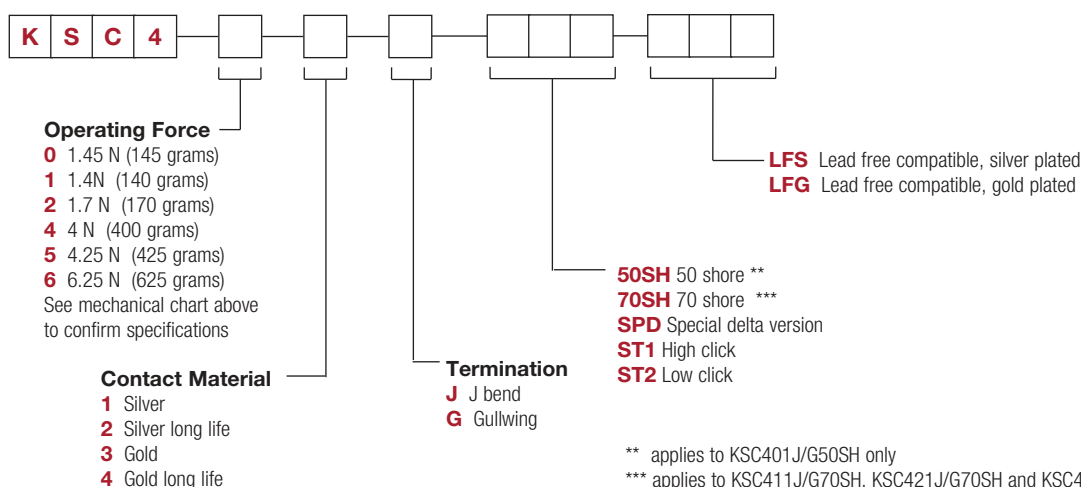 K S C 4
Operating Force
0 1.45 N (145 grams)
1 1.4N (140 grams)
2 1.7 N (170 grams)
4 4 N (400 grams)
5 4.25 N (425 grams)
6 6.25 N (625 grams)
See mechanical chart above
to confirm specifications
Contact Material
1 Silver
2 Silver long life
3 Gold
4 Gold long life
Termination
J J bend
G Gullwing
50SH 50 shore **
70SH 70 shore ***
SPD Special delta version
ST1 High click
ST2 Low click
LFS Lead free compatible, silver plated
LFG Lead free compatible, gold plated
** applies to KSC401J/G50SH only
*** applies to KSC411J/G70SH, KSC421J/G70SH and KSC4